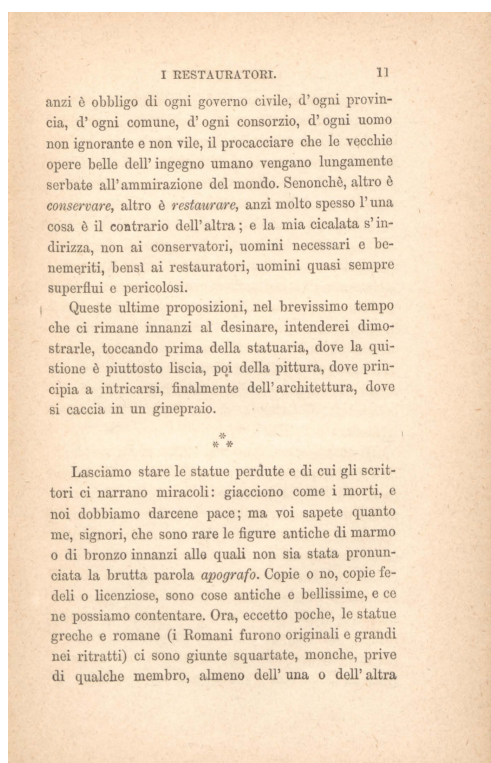 I RESTAURATORI. 11
anzi è obbligo di ogni governo civile, d'ogni provin-
cia, d'ogni comune, d'ogni consorzio, d'ogni uomo
non ignorante e non vile, il procacciare che le vecchie
opere belle dell'ingegno umano vengano lungamente
serbate all'ammirazione del mondo. Senonchè, altro è
conservare, altro è restaurare, anzi molto spesso l'una
cosa è il contrario dell'altra; e la mia cicalata s'in-
dirizza, non ai conservatori, uomini necessari e be-
nemeriti, bensì ai restauratori, uomini quasi sempre
superflui e pericolosi.
Queste ultime proposizioni, nel brevissimo tempo
che ci rimane innanzi al desinare, intenderei dimo-
strarle, toccando prima della statuaria, dove la qui-
stione è piuttosto liscia, poi della pittura, dove prin-
cipia a intricarsi, finalmente dell'architettura, dove
si caccia in un ginepraio.
*
* *
Lasciamo stare le statue perdute e di cui gli scrit-
tori ci narrano miracoli: giacciono come i morti, e
noi dobbiamo darcene pace; ma voi sapete quanto
me, signori, che sono rare le figure antiche di marmo
o di bronzo innanzi alle quali non sia stata pronun-
ciata la brutta parola apografo. Copie o no, copie fe-
deli o licenziose, sono cose antiche e bellissime, e ce
ne possiamo contentare. Ora, eccetto poche, le statue
greche e romane (i Romani furono originali e grandi
nei ritratti) ci sono giunte squartate, monche, prive
di qualche membro, almeno dell'una o dell'altra